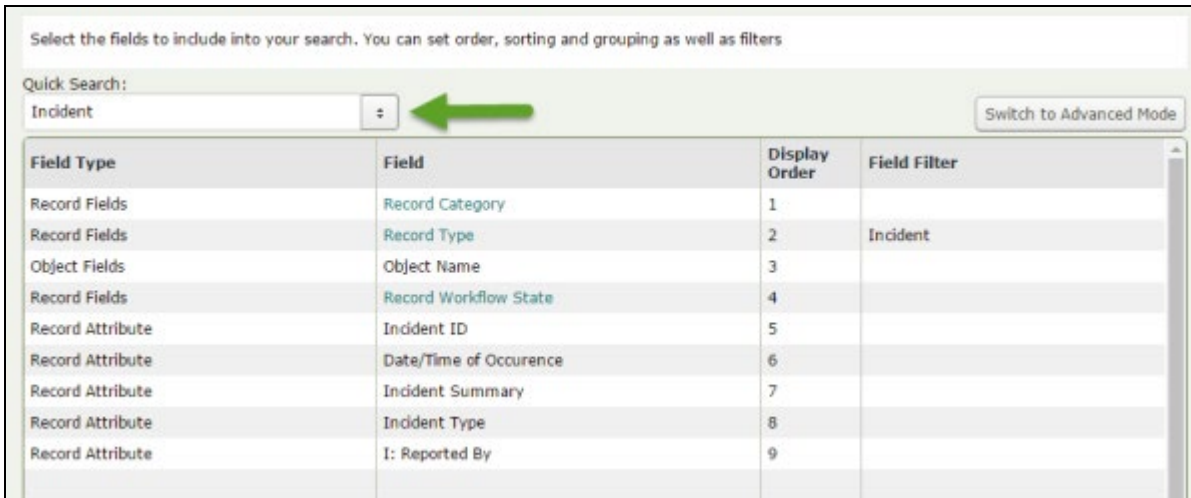 Select the fields to include into your search. You can set order, sorting and grouping as well as filters
Quick Search:
Incident
Switch to Advanced Mode
Field Type Field Display Order Field Filter
Record Fields Record Category 1
Record Fields Record Type 2 Incident
Object Fields Object Name 3
Record Fields Record Workflow State 4
Record Attribute Incident ID 5
Record Attribute Date/Time of Occurence 6
Record Attribute Incident Summary 7
Record Attribute Incident Type 8
Record Attribute I: Reported By 9